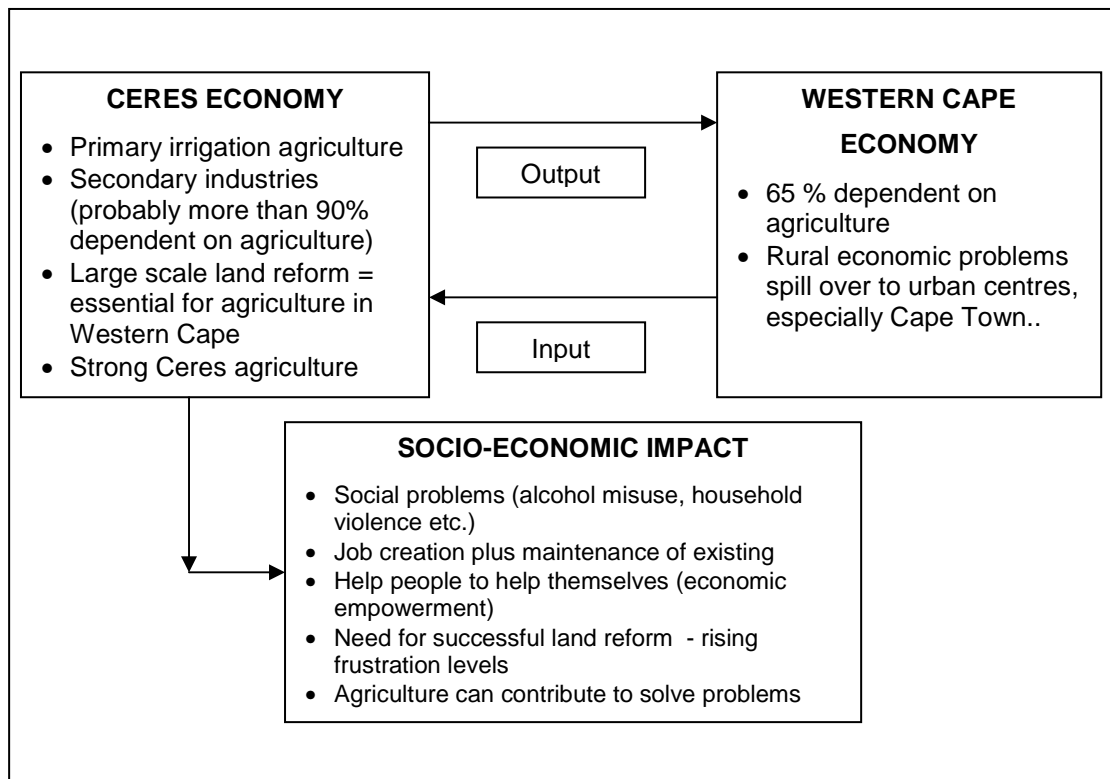 CERES ECONOMY
• Primary irrigation agriculture
• Secondary industries
(probably more than 90%
dependent on agriculture)
• Large scale land reform =
essential for agriculture in
Western Cape
• Strong Ceres agriculture
Output
Input
WESTERN CAPE
ECONOMY
• 65 % dependent on
agriculture
• Rural economic problems
spill over to urban centres,
especially Cape Town..
SOCIO-ECONOMIC IMPACT
• Social problems (alcohol misuse, household
violence etc.)
• Job creation plus maintenance of existing
• Help people to help themselves (economic
empowerment)
• Need for successful land reform - rising
frustration levels
• Agriculture can contribute to solve problems